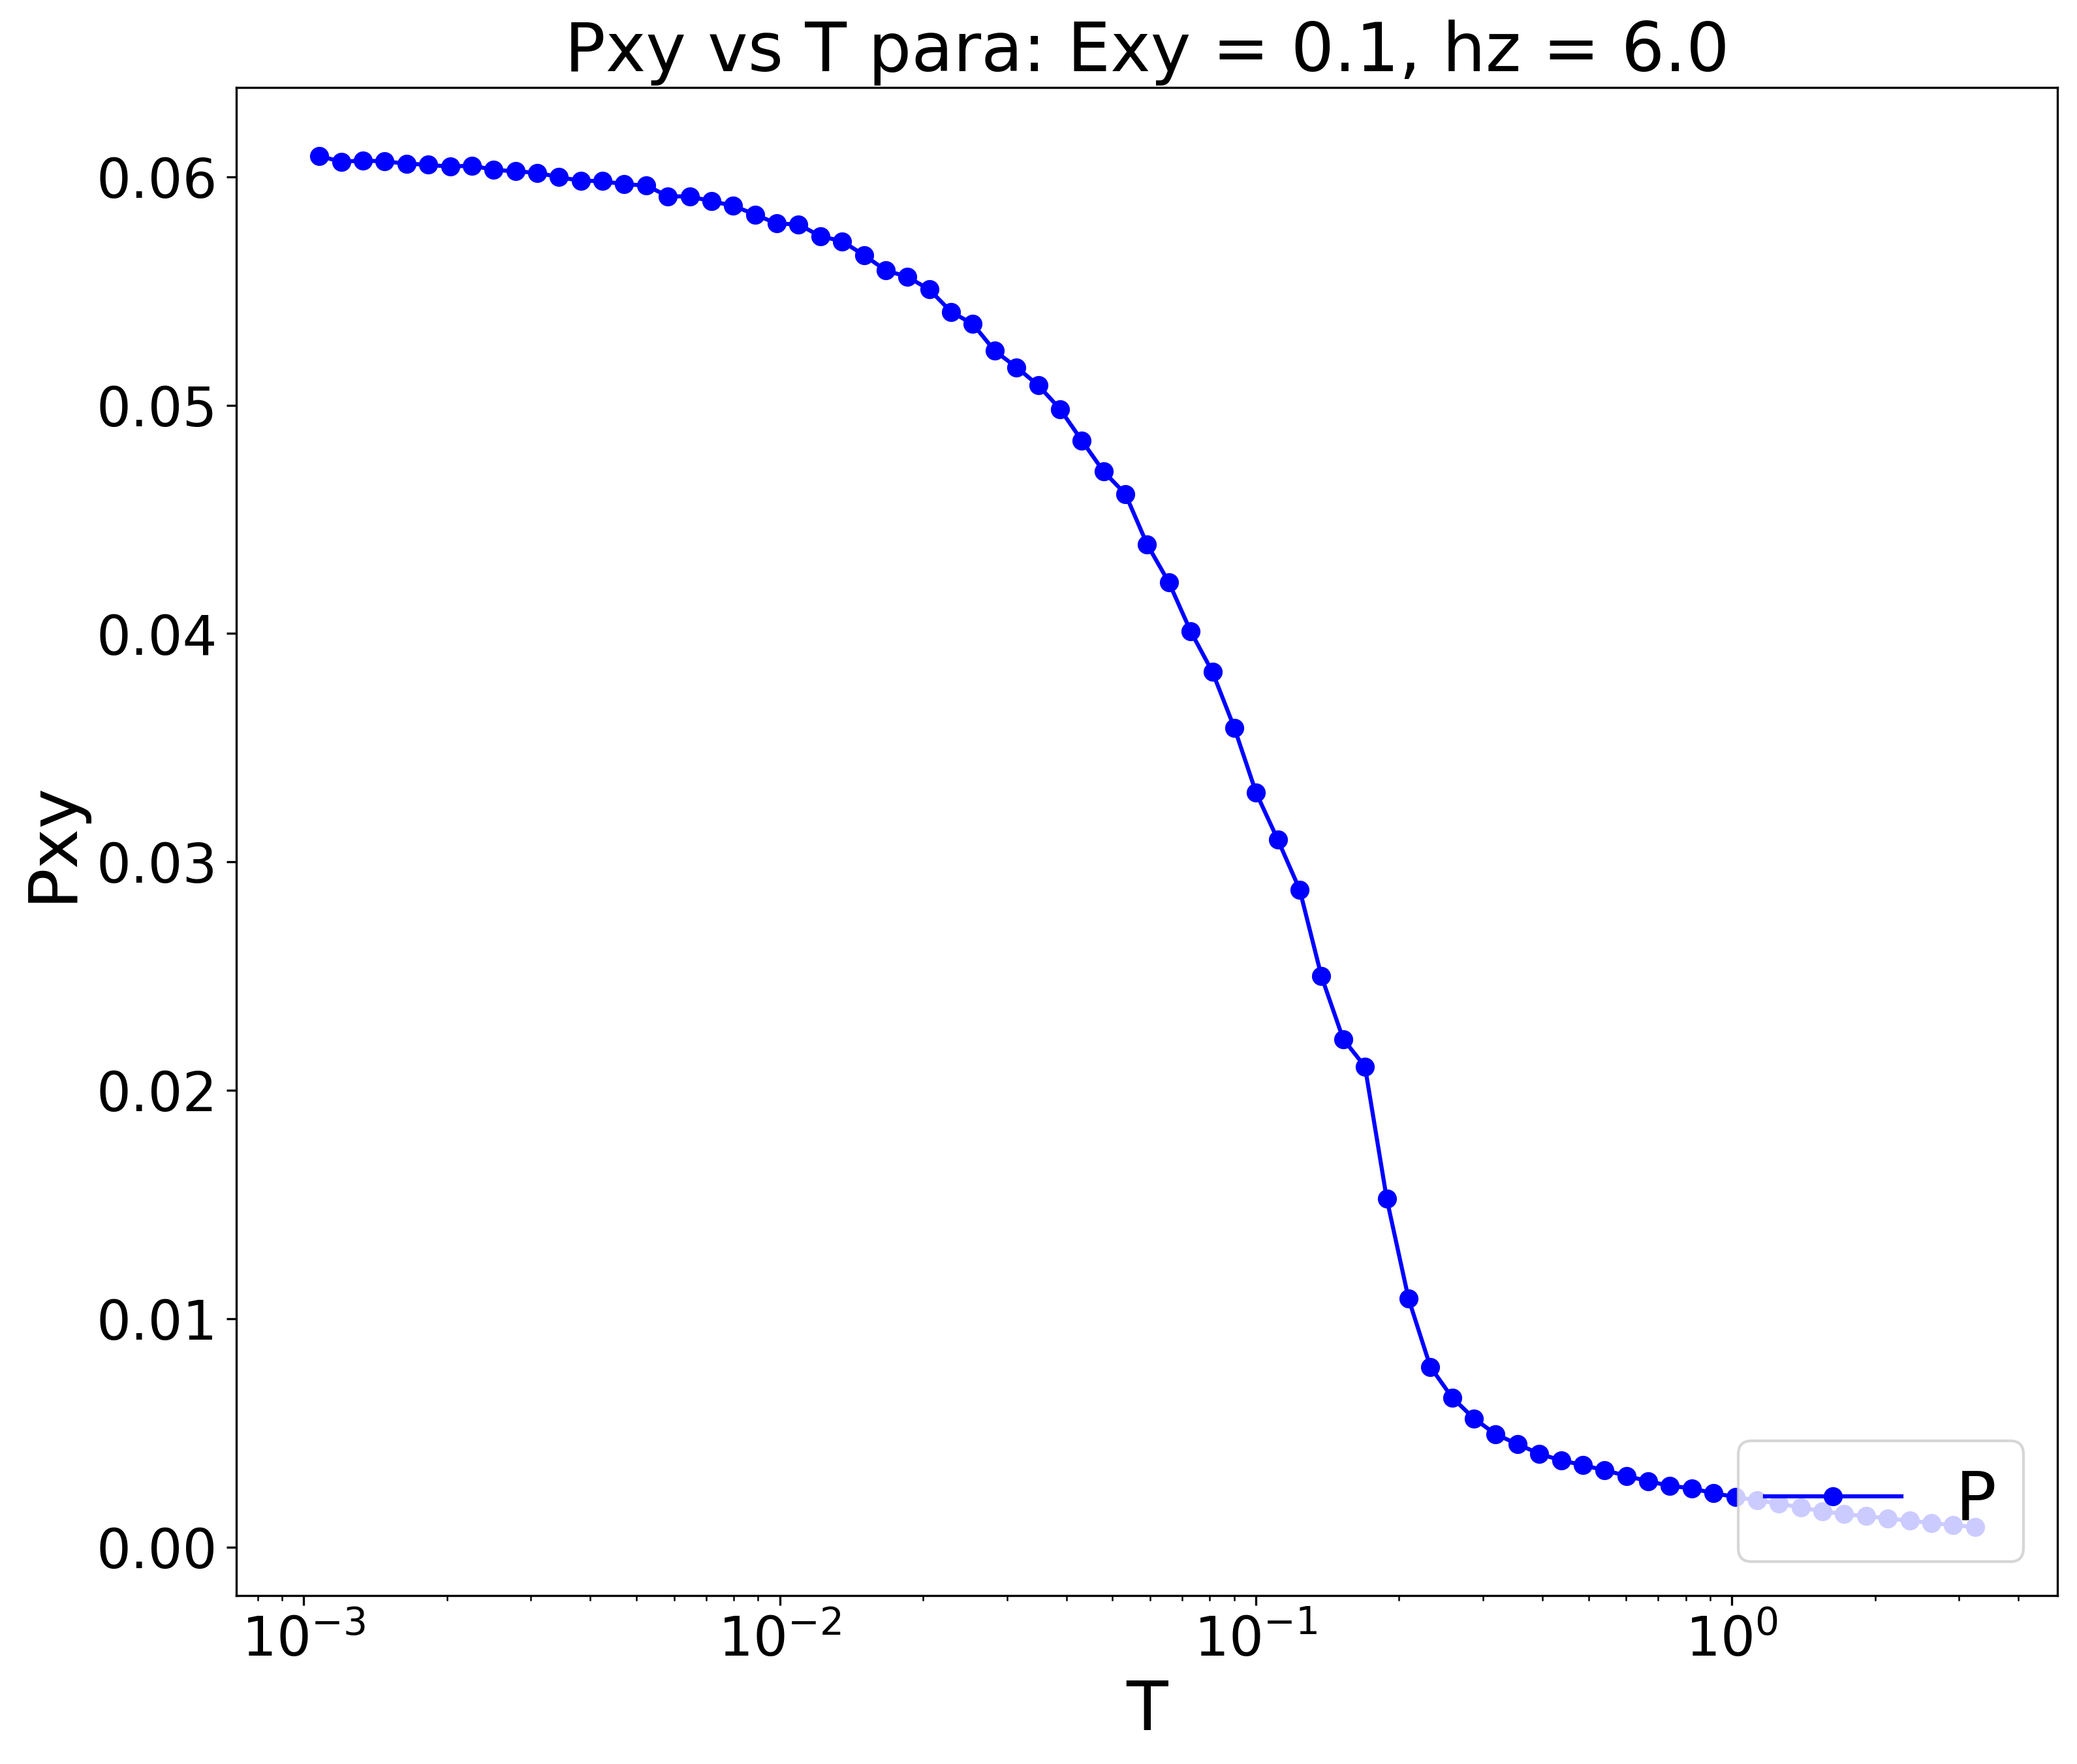 Pxy vs T para: Exy = 0.1, hz = 6.0
0.06
0.05
0.04
0.03
0.02
0.01
0.00
Pxy
P
10⁻³ 10⁻² 10⁻¹ 10⁰
T